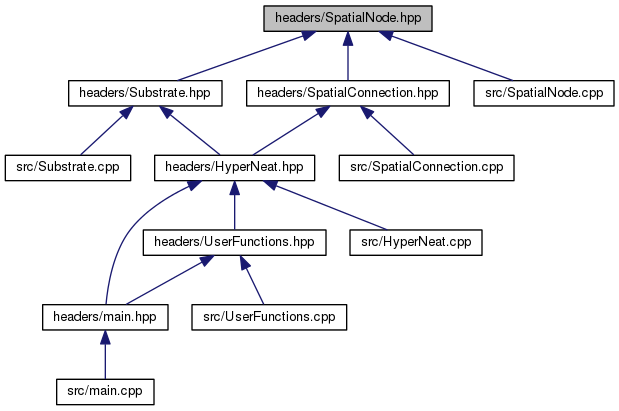 headers/SpatialNode.hpp
headers/Substrate.hpp
headers/SpatialConnection.hpp
src/SpatialNode.cpp
src/Substrate.cpp
headers/HyperNeat.hpp
src/SpatialConnection.cpp
headers/UserFunctions.hpp
src/HyperNeat.cpp
headers/main.hpp
src/UserFunctions.cpp
src/main.cpp